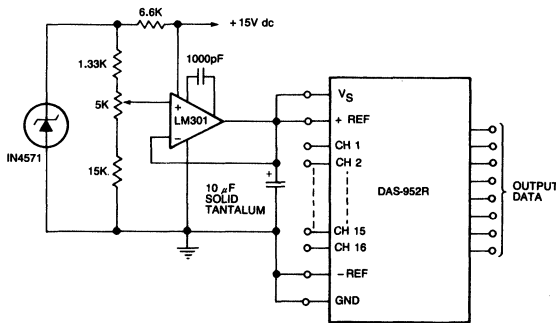 6.6K
+ 15V dc
1.33K
1000pF
5K
+
LM301
−
IN4571
15K
+
10 μF
SOLID
TANTALUM
VS
+ REF
CH 1
CH 2
DAS-952R
OUTPUT
DATA
CH 15
CH 16
− REF
GND